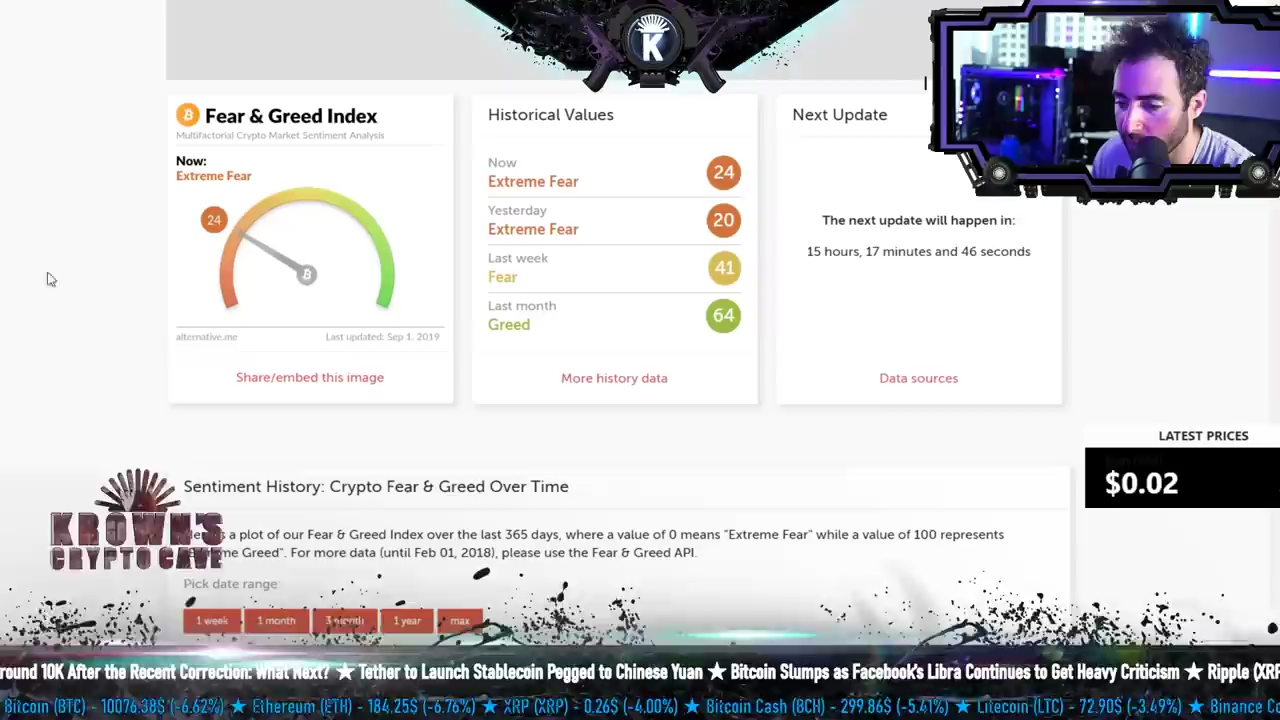 K
Fear & Greed Index
Multifactorial Crypto Market Sentiment Analysis
Now:
Extreme Fear
24
alternative.me
Last updated: Sep 1, 2019
Share/embed this image
Historical Values
Now
Extreme Fear
24
Yesterday
Extreme Fear
20
Last week
Fear
41
Last month
Greed
64
More history data
Next Update
The next update will happen in:
15 hours, 17 minutes and 46 seconds
Data sources
LATEST PRICES
$0.02
KROWN'S
CRYPTO CAVE
Sentiment History: Crypto Fear & Greed Over Time
a plot of our Fear & Greed Index over the last 365 days, where a value of 0 means "Extreme Fear" while a value of 100 represents
Greed". For more data (until Feb 01, 2018), please use the Fear & Greed API.
Pick date range:
1 week 1 month 3 month 1 year max
round 10K After the Recent Correction: What Next? ★ Tether to Launch Stablecoin Pegged to Chinese Yuan ★ Bitcoin Slumps as Facebook's Libra Continues to Get Heavy Criticism ★ Ripple (XRP
Bitcoin (BTC) - 10076.38$ (-6.62%) ★ Ethereum (ETH) - 184.25$ (-6.76%) ★ XRP (XRP) - 0.26$ (-4.00%) ★ Bitcoin Cash (BCH) - 299.86$ (-5.41%) ★ Litecoin (LTC) - 72.90$ (-3.49%) ★ Binance Co